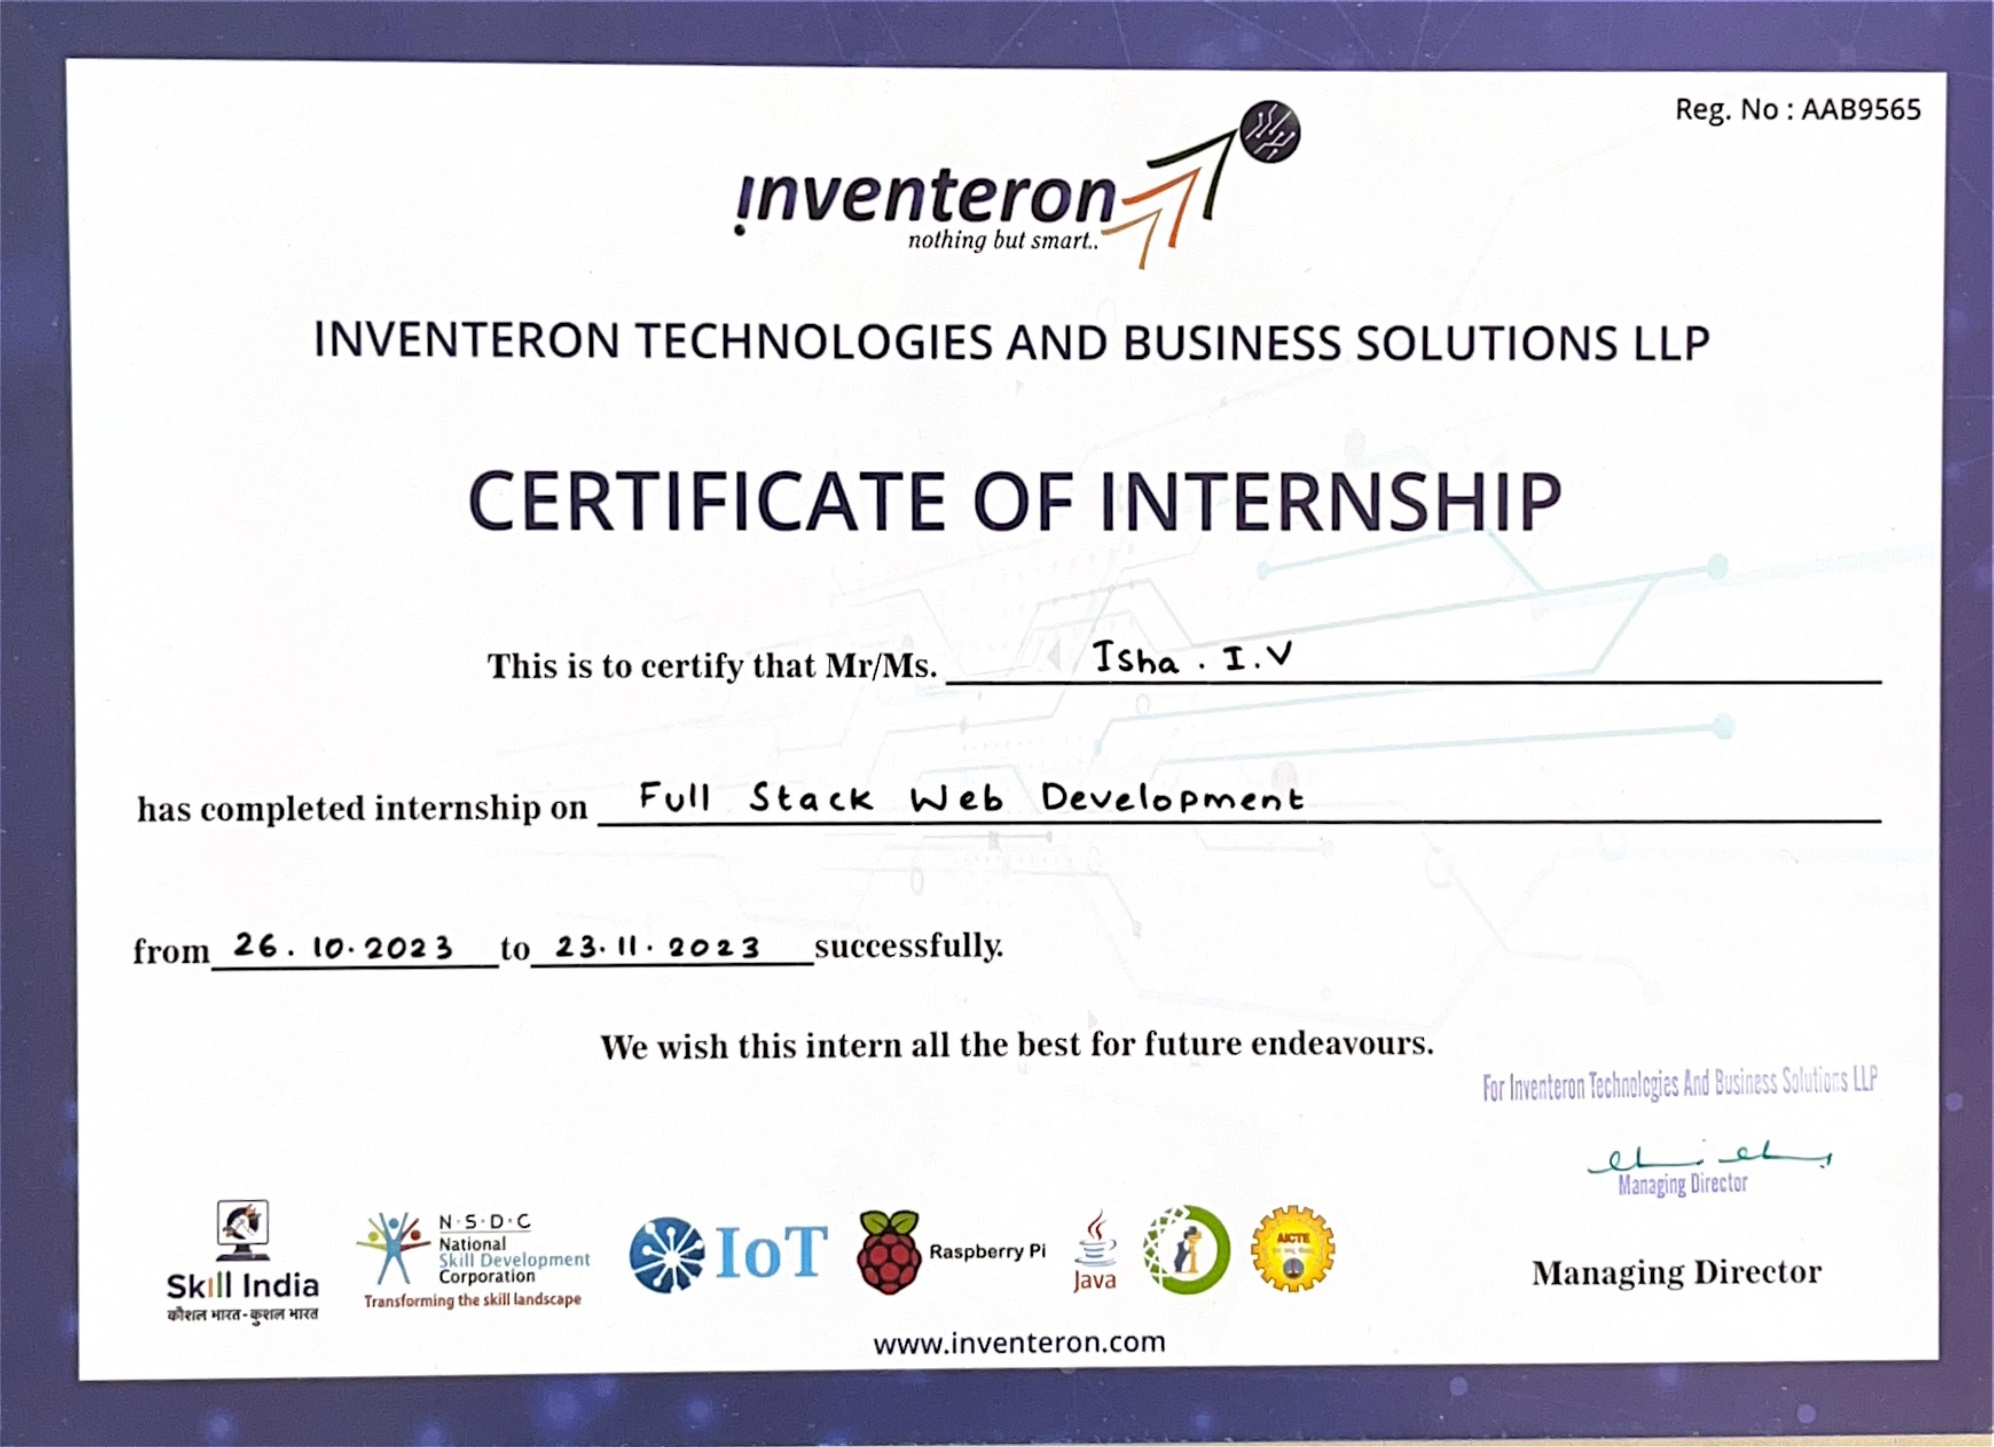 Reg. No : AAB9565
inventeron
nothing but smart..
INVENTERON TECHNOLOGIES AND BUSINESS SOLUTIONS LLP
CERTIFICATE OF INTERNSHIP
This is to certify that Mr/Ms. Isha . I.V
has completed internship on Full Stack Web Development
from 26.10.2023 to 23.11.2023 successfully.
We wish this intern all the best for future endeavours.
For Inventeron Technologies And Business Solutions LLP
Managing Director
Managing Director
Skill India
कौशल भारत-कुशल भारत
N·S·D·C
National
Skill Development
Corporation
Transforming the skill landscape
IoT
Raspberry Pi
Java
AICTE
www.inventeron.com